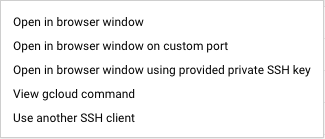 Open in browser window
Open in browser window on custom port
Open in browser window using provided private SSH key
View gcloud command
Use another SSH client